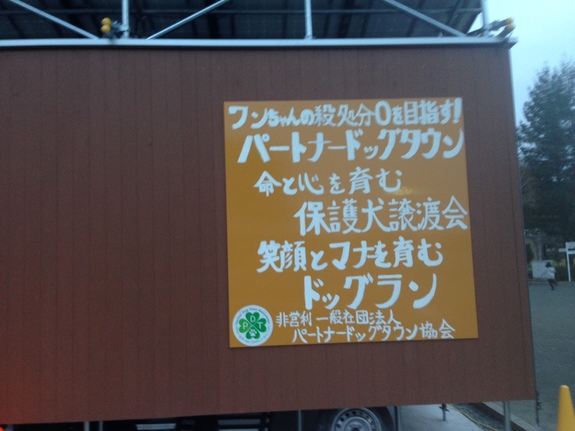 ワンちゃんの殺処分0を目指す!
パートナードッグタウン
命と心を育む
保護犬譲渡会
笑顔とマナを育む
ドッグラン
非営利一般社団法人
パートナードッグタウン協会
PDT